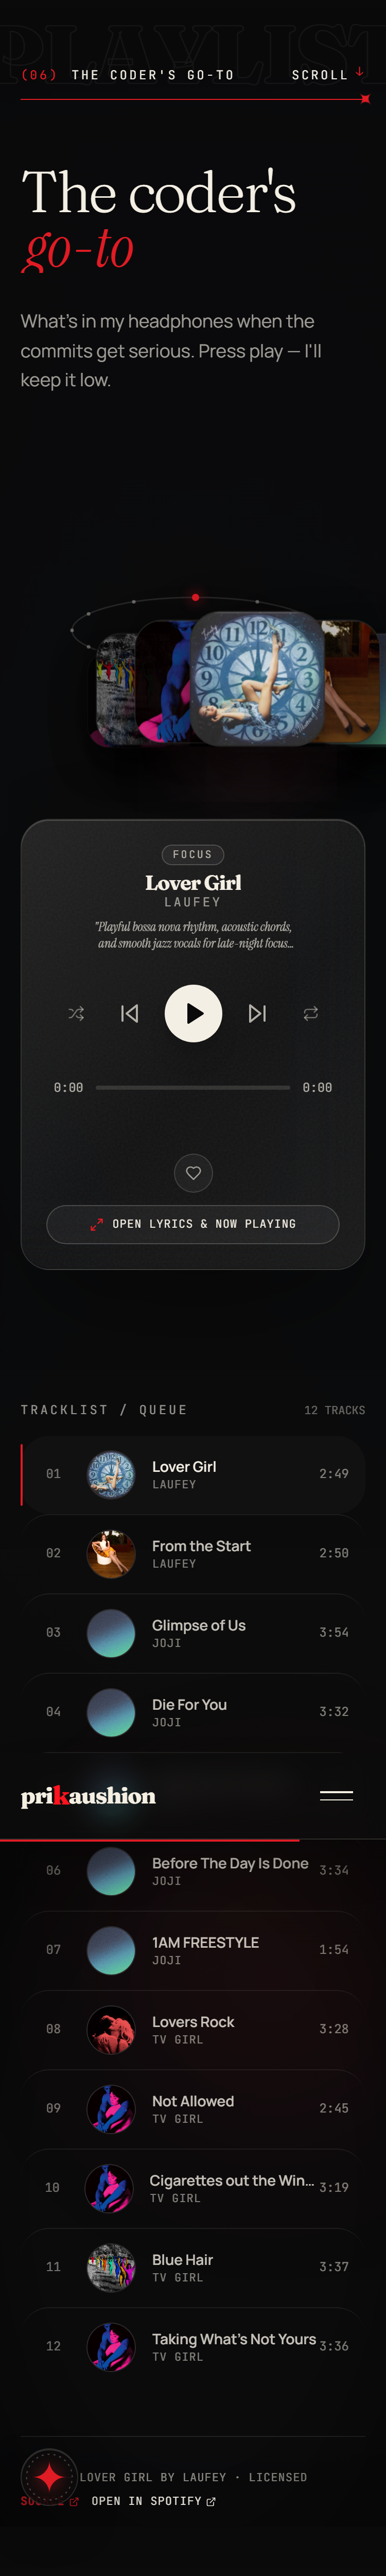 PLAYLIST
(06) THE CODER'S GO-TO SCROLL ↓
The coder's
go-to
What's in my headphones when the
commits get serious. Press play — I'll
keep it low.
FOCUS
Lover Girl
LAUFEY
"Playful bossa nova rhythm, acoustic chords,
and smooth jazz vocals for late-night focus...
0:00 0:00
OPEN LYRICS & NOW PLAYING
TRACKLIST / QUEUE 12 TRACKS
01 Lover Girl 2:49
LAUFEY
02 From the Start 2:50
LAUFEY
03 Glimpse of Us 3:54
JOJI
04 Die For You 3:32
JOJI
prikaushion
06 Before The Day Is Done 3:34
JOJI
07 1AM FREESTYLE 1:54
JOJI
08 Lovers Rock 3:28
TV GIRL
09 Not Allowed 2:45
TV GIRL
10 Cigarettes out the Win... 3:19
TV GIRL
11 Blue Hair 3:37
TV GIRL
12 Taking What's Not Yours 3:36
TV GIRL
LOVER GIRL BY LAUFEY · LICENSED
OPEN IN SPOTIFY